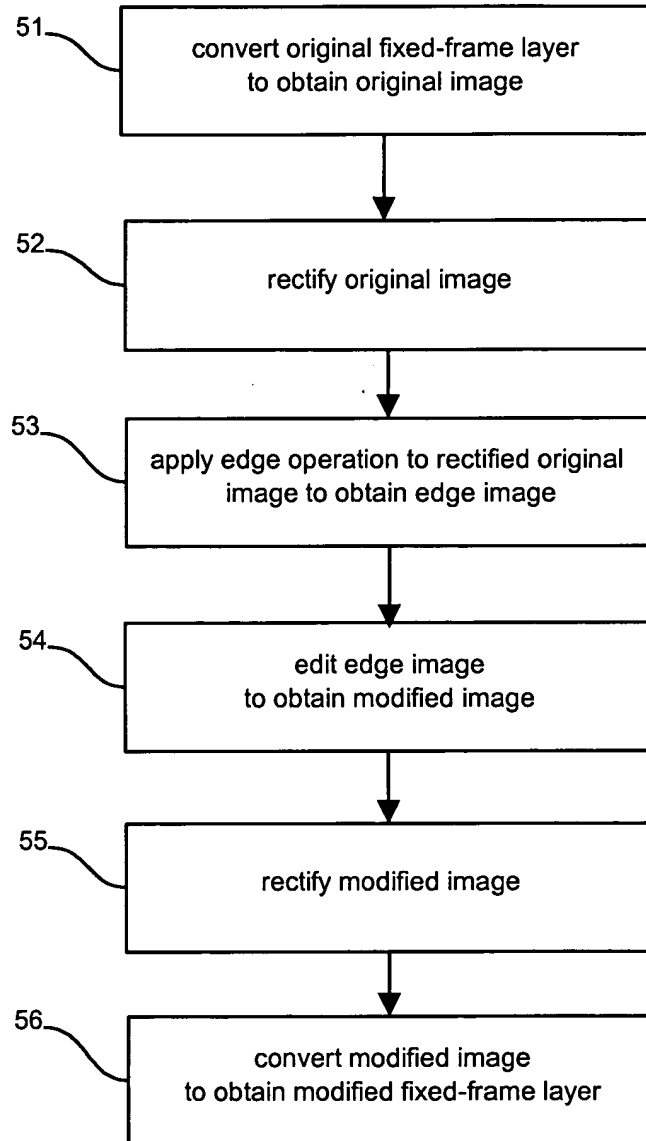 51
convert original fixed-frame layer
to obtain original image
52
rectify original image
53
apply edge operation to rectified original
image to obtain edge image
54
edit edge image
to obtain modified image
55
rectify modified image
56
convert modified image
to obtain modified fixed-frame layer